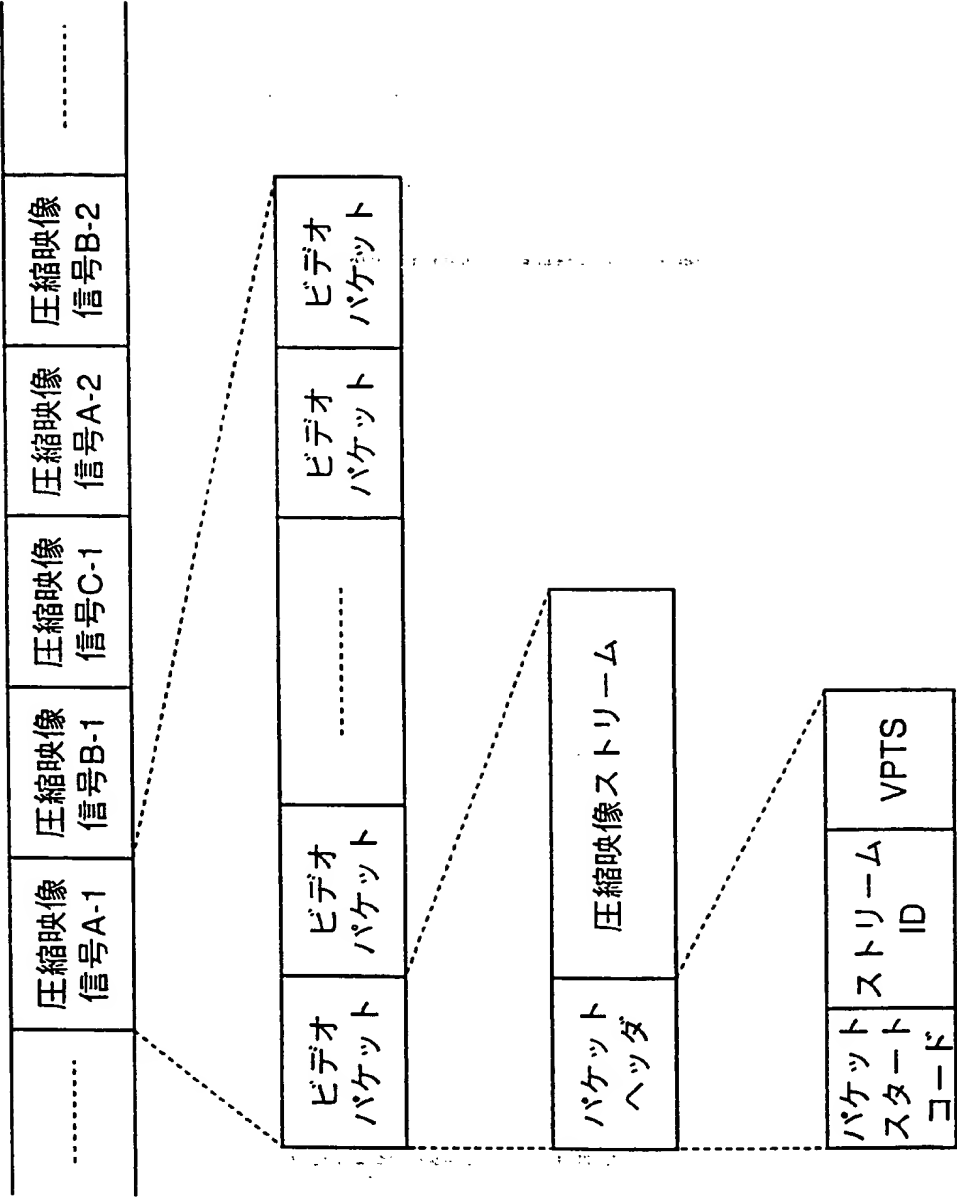 圧縮映像
信号A-1
圧縮映像
信号B-1
圧縮映像
信号C-1
圧縮映像
信号A-2
圧縮映像
信号B-2
ビデオ
パケット
ビデオ
パケット
ビデオ
パケット
ビデオ
パケット
パケット
ヘッダ
圧縮映像ストリーム
パケット
スタート
コード
ストリーム
ID
VPTS